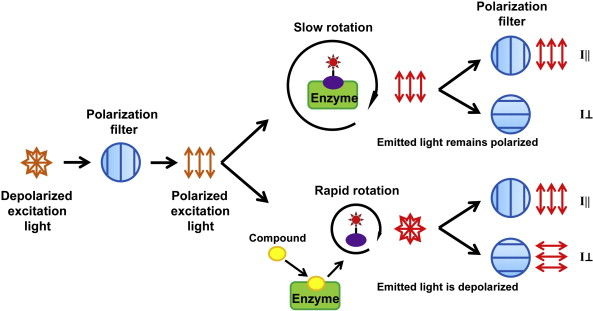 Slow rotation
Polarization
filter
Enzyme
I||
I⊥
Emitted light remains polarized
Polarization
filter
Depolarized
excitation
light
Polarized
excitation
light
Rapid rotation
Compound
Enzyme
I||
I⊥
Emitted light is depolarized